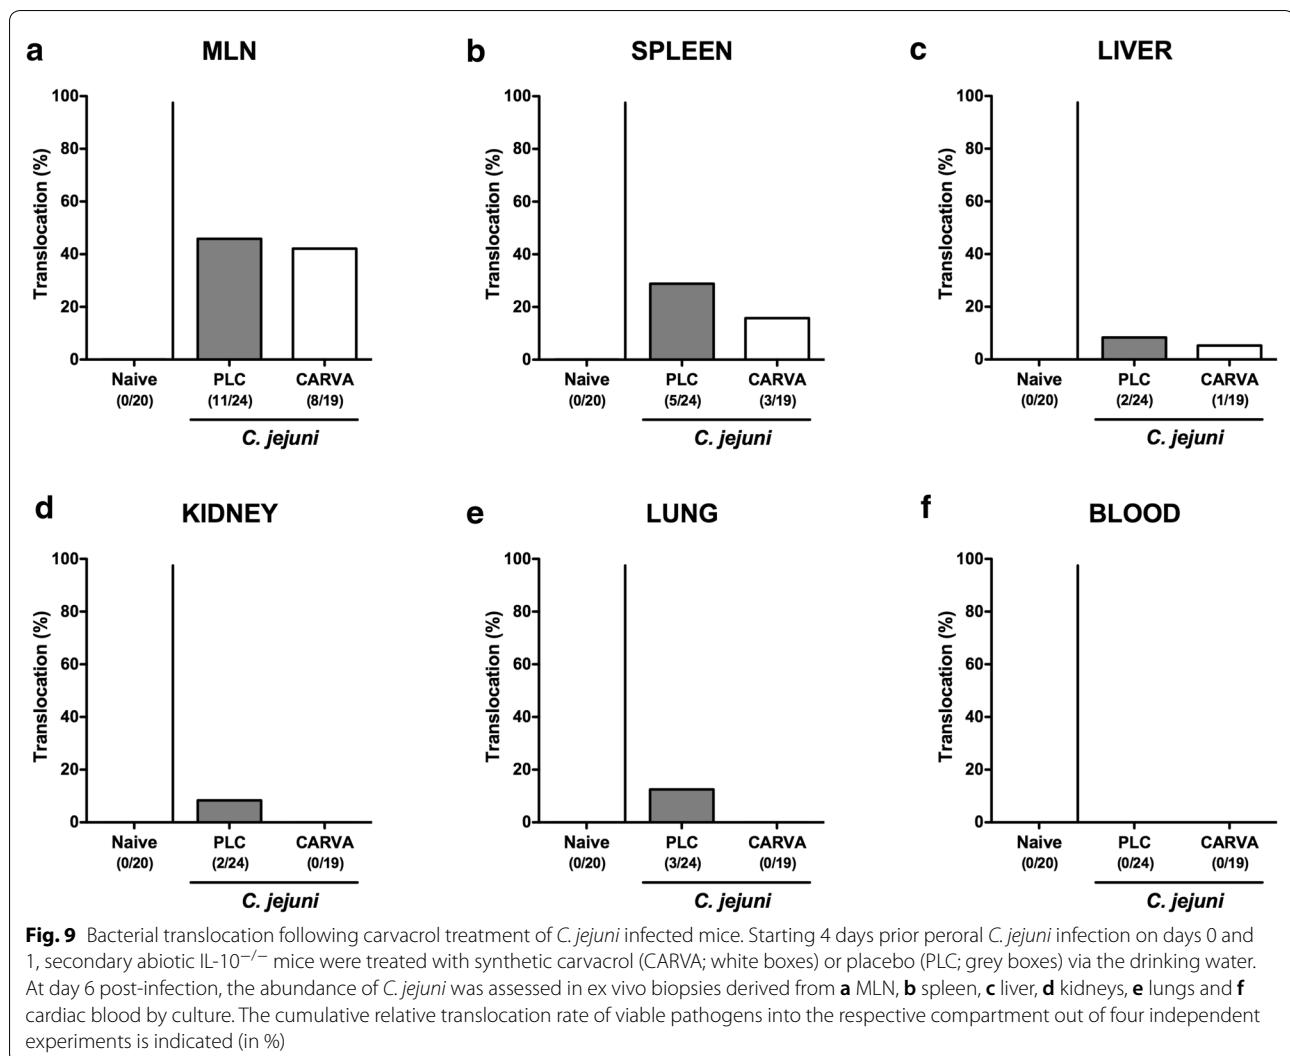 a MLN
Translocation (%)
100
80
60
40
20
0
Naive PLC CARVA
(0/20) (11/24) (8/19)
C. jejuni
b SPLEEN
Translocation (%)
100
80
60
40
20
0
Naive PLC CARVA
(0/20) (5/24) (3/19)
C. jejuni
c LIVER
Translocation (%)
100
80
60
40
20
0
Naive PLC CARVA
(0/20) (2/24) (1/19)
C. jejuni
d KIDNEY
Translocation (%)
100
80
60
40
20
0
Naive PLC CARVA
(0/20) (2/24) (0/19)
C. jejuni
e LUNG
Translocation (%)
100
80
60
40
20
0
Naive PLC CARVA
(0/20) (3/24) (0/19)
C. jejuni
f BLOOD
Translocation (%)
100
80
60
40
20
0
Naive PLC CARVA
(0/20) (0/24) (0/19)
C. jejuni
Fig. 9 Bacterial translocation following carvacrol treatment of C. jejuni infected mice. Starting 4 days prior peroral C. jejuni infection on days 0 and
1, secondary abiotic IL-10−/− mice were treated with synthetic carvacrol (CARVA; white boxes) or placebo (PLC; grey boxes) via the drinking water.
At day 6 post-infection, the abundance of C. jejuni was assessed in ex vivo biopsies derived from a MLN, b spleen, c liver, d kidneys, e lungs and f
cardiac blood by culture. The cumulative relative translocation rate of viable pathogens into the respective compartment out of four independent
experiments is indicated (in %)